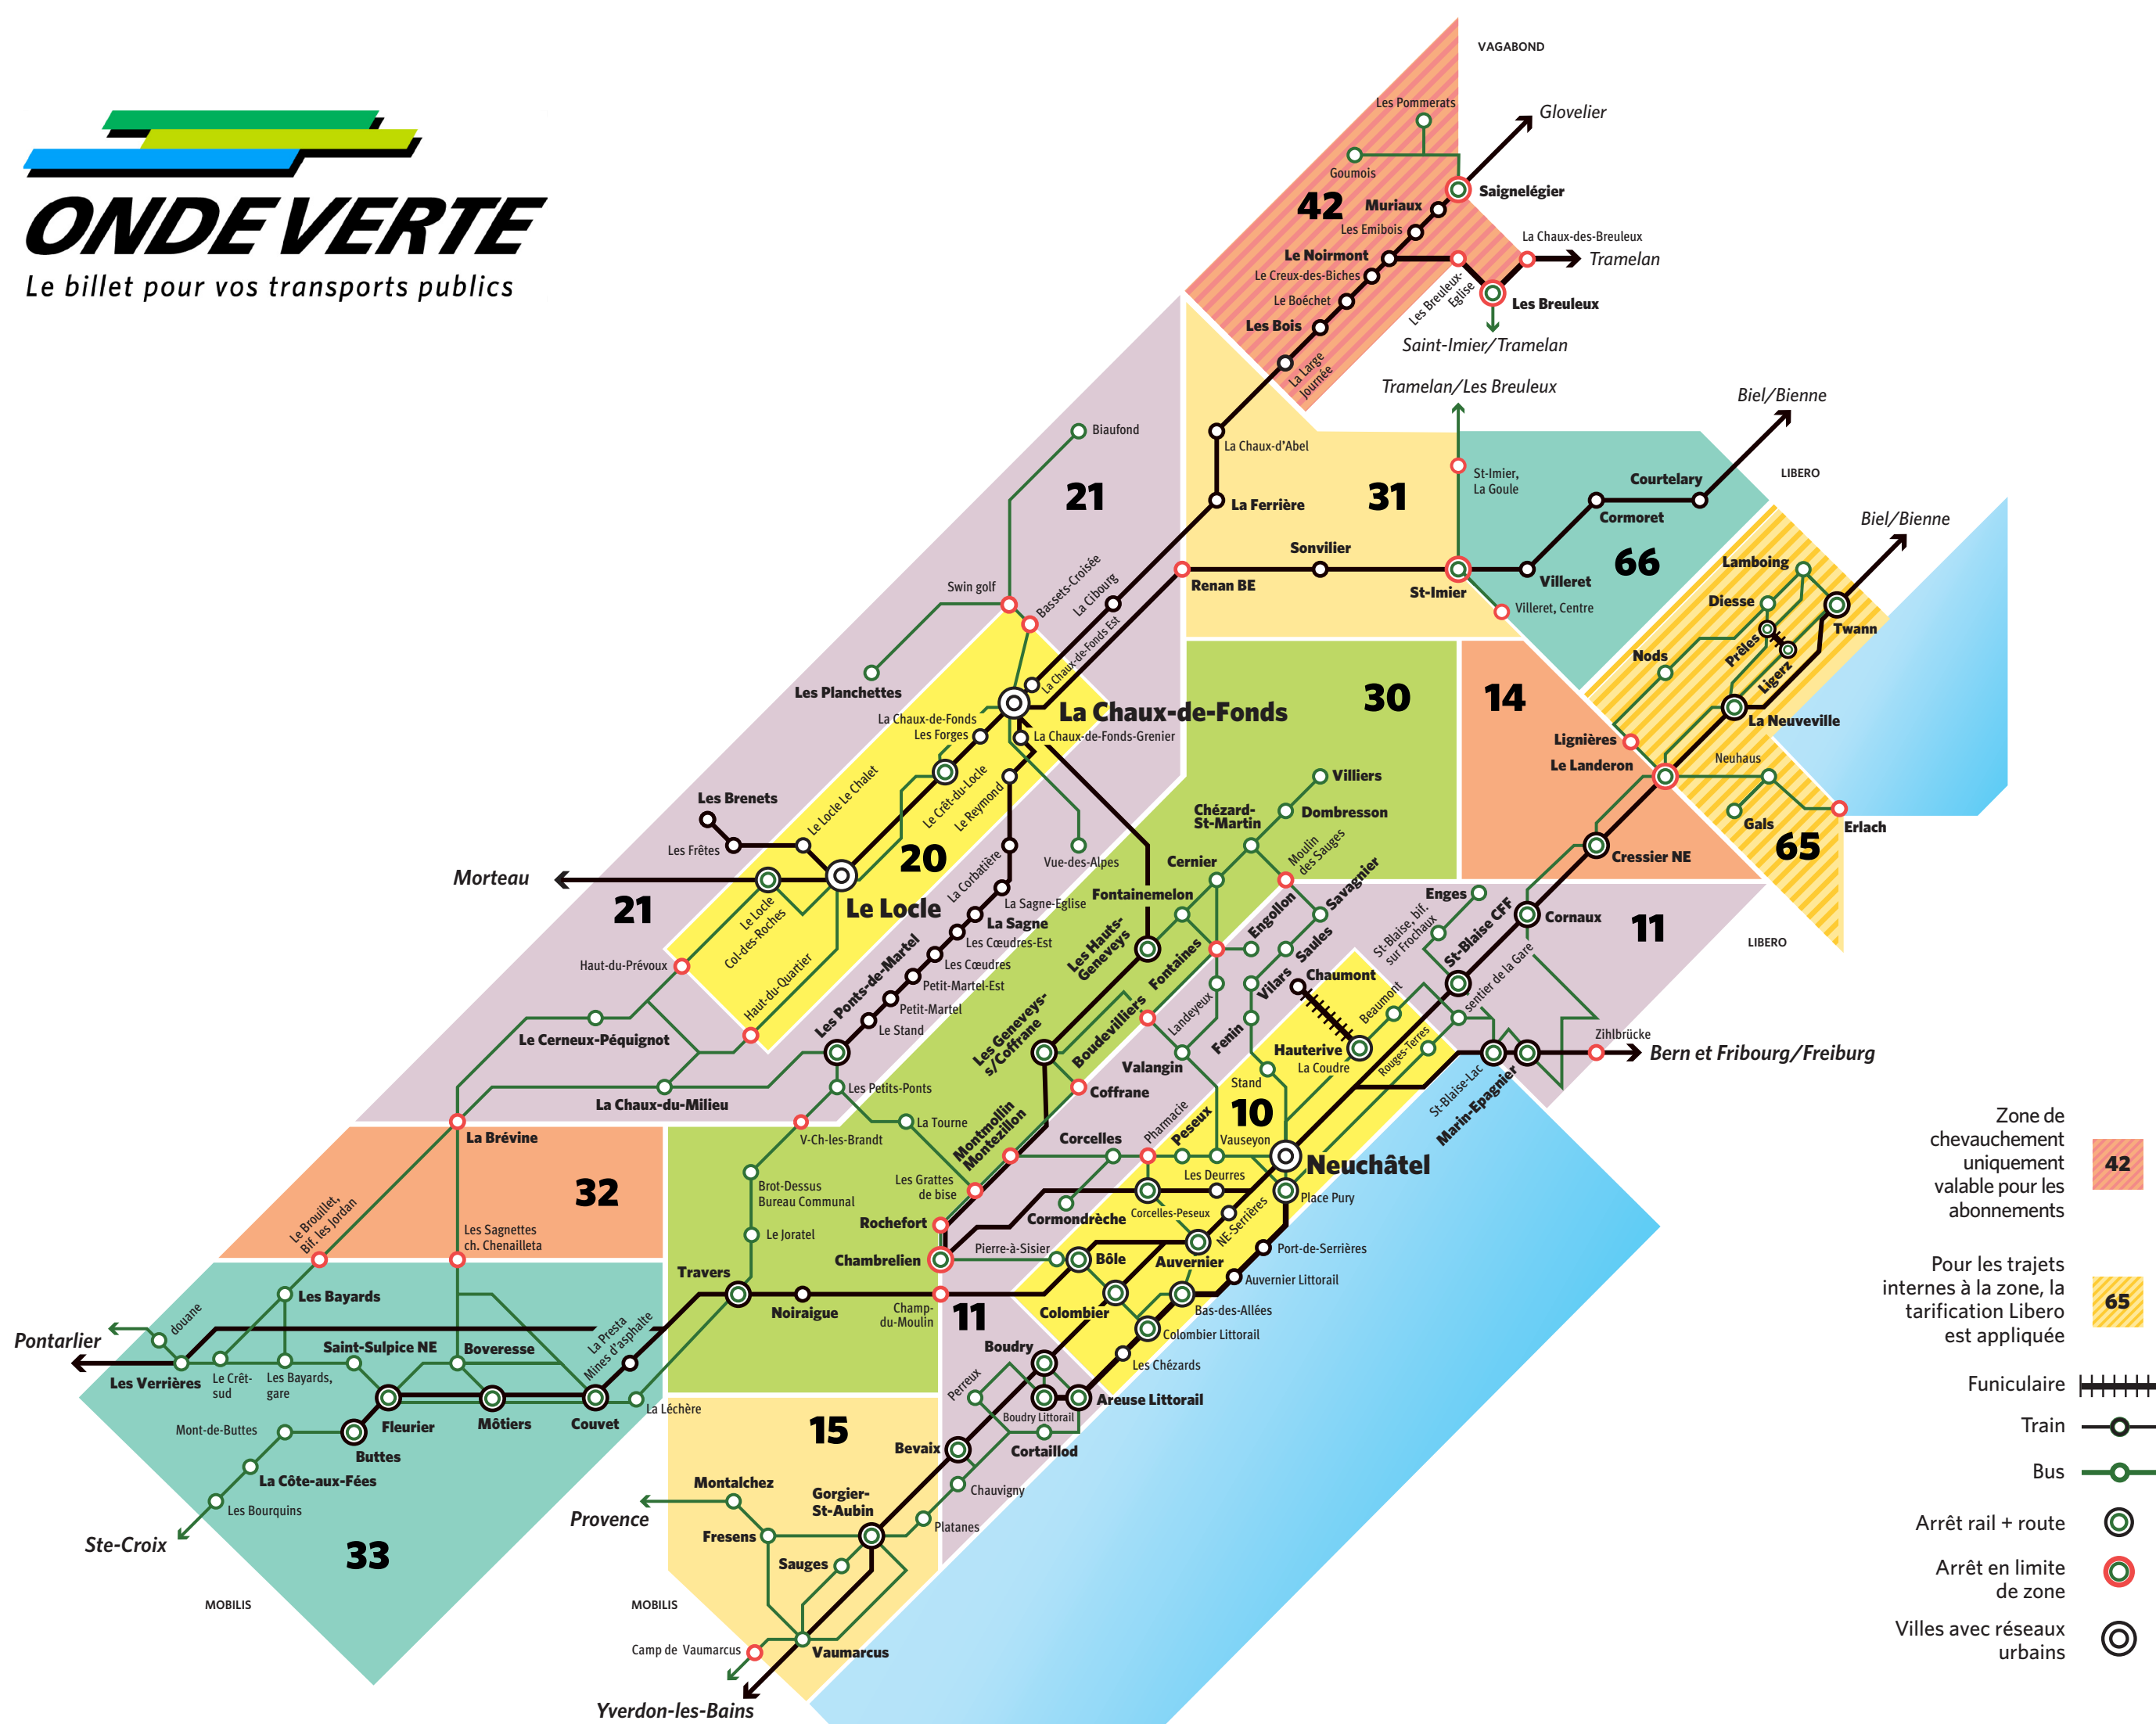 ONDE VERTE
Le billet pour vos transports publics
VAGABOND
Les Pommerats
Glovelier
Goumois
42
Saignelégier
Muriaux
Les Emibois
La Chaux-des-Breuleux
Le Noirmont
Tramelan
Le Creux-des-Biches
Le Boéchet
Les Breuleux-
Eglise
Les Breuleux
Les Bois
Saint-Imier/Tramelan
La Large
Journée
Tramelan/Les Breuleux
Biel/Bienne
Biaufond
La Chaux-d'Abel
St-Imier,
La Goule
LIBERO
Courtelary
21
31
La Ferrière
Cormoret
Biel/Bienne
Sonvilier
66
Lamboing
Swin golf
Bassets-Croisée
La Cibourg
Renan BE
St-Imier
Villeret
Diesse
Villeret, Centre
Twann
La Chaux-de-Fonds Est
Prêles
Nods
Ligerz
Les Planchettes
30
14
La Chaux-de-Fonds
La Neuveville
La Chaux-de-Fonds
Les Forges
La Chaux-de-Fonds-Grenier
Lignières
Neuhaus
Le Landeron
Le Locle Le Chalet
Le Crêt-du-Locle
Le Reymond
Villiers
Les Brenets
Chézard-
St-Martin
Dombresson
Gals
Erlach
65
Les Frêtes
20
Vue-des-Alpes
Moulin
des Sauges
Cressier NE
Cernier
Morteau
La Corbatière
Fontainemelon
Savagnier
Enges
21
Le Locle
La Sagne-Eglise
Le Locle
Col-des-Roches
La Sagne
Engollon
St-Blaise, bif.
sur Frochaux
St-Blaise CFF
Cornaux
11
Les Cœudres-Est
Les Hauts-
Geneveys
LIBERO
Haut-du-Prévoux
Les Cœudres
Fontaines
Saules
sentier de la Gare
Haut-du-Quartier
Les Ponts-de-Martel
Petit-Martel-Est
Vilars
Chaumont
Petit-Martel
Landeyeux
Beaumont
Le Stand
Les Geneveys-
s/Coffrane
Boudevilliers
Fenin
Le Cerneux-Péquignot
Hauterive
La Coudre
Rouges-Terres
Zihlbrücke
Bern et Fribourg/Freiburg
Valangin
Stand
Les Petits-Ponts
Coffrane
St-Blaise-Lac
Marin-Epagnier
La Chaux-du-Milieu
10
La Tourne
Pharmacie
Peseux
Vauseyon
V-Ch-les-Brandt
Montmollin
Montezillon
Corcelles
La Brévine
Neuchâtel
Les Deurres
Les Grattes
de bise
32
Brot-Dessus
Bureau Communal
Place Pury
Le Brouillet,
Bif. les Jordan
Corcelles-Peseux
Cormondrèche
NE-Serrières
Les Sagnettes
ch. Chenailleta
Rochefort
Le Joratel
Pierre-à-Sisier
Port-de-Serrières
Chambrelien
Bôle
Auvernier
Travers
Auvernier Littorail
Les Bayards
Noiraigue
Champ-
du-Moulin
11
Colombier
Bas-des-Allées
douane
La Presta
Mines d'asphalte
Colombier Littorail
Pontarlier
Saint-Sulpice NE
Boveresse
Boudry
Les Chézards
Les Verrières
Le Crêt-
sud
Les Bayards,
gare
Perreux
Areuse Littorail
La Léchère
Boudry Littorail
Mont-de-Buttes
Fleurier
Môtiers
Couvet
15
Bevaix
Cortaillod
Buttes
La Côte-aux-Fées
Montalchez
Gorgier-
St-Aubin
Chauvigny
Les Bourquins
Provence
Fresens
Platanes
Ste-Croix
33
Sauges
MOBILIS
MOBILIS
Camp de Vaumarcus
Vaumarcus
Yverdon-les-Bains
Zone de
chevauchement
uniquement
valable pour les
abonnements
42
Pour les trajets
internes à la zone, la
tarification Libero
est appliquée
65
Funiculaire
Train
Bus
Arrêt rail + route
Arrêt en limite
de zone
Villes avec réseaux
urbains